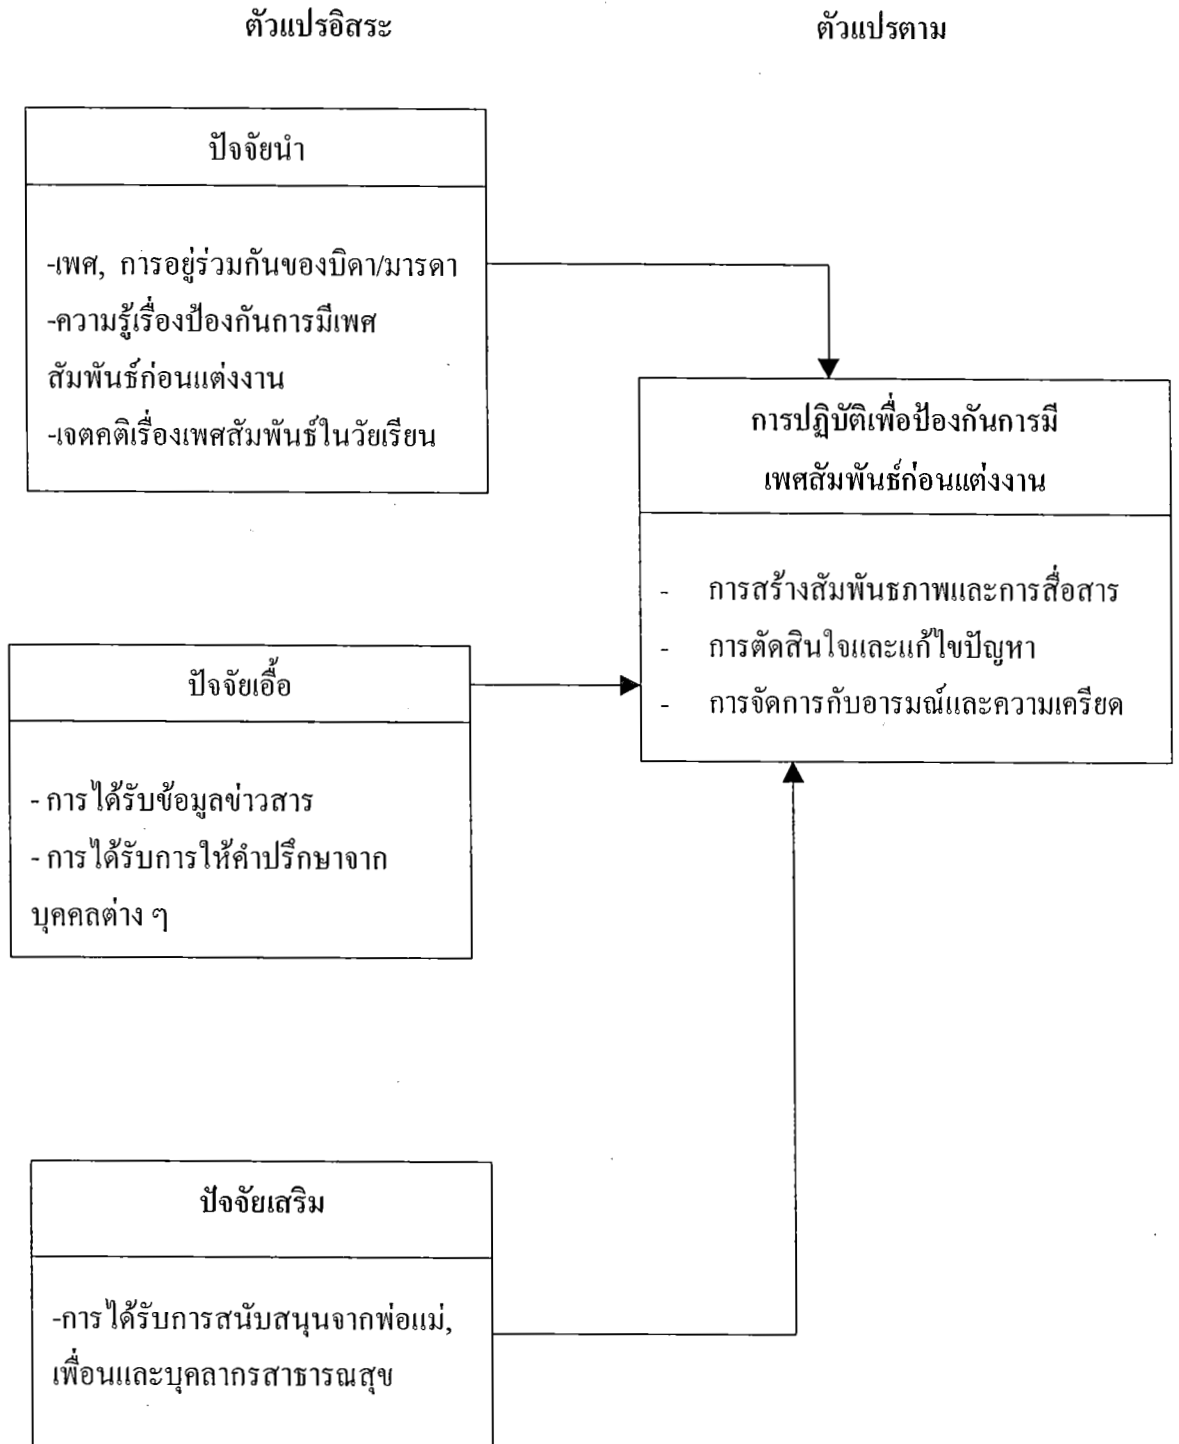 ตัวแปรอิสระ
ตัวแปรตาม
ปัจจัยนำ
-เพศ, การอยู่ร่วมกันของบิดา/มารดา
-ความรู้เรื่องป้องกันการมีเพศ
สัมพันธ์ก่อนแต่งงาน
-เจตคติเรื่องเพศสัมพันธ์ในวัยเรียน
การปฏิบัติเพื่อป้องกันการมี
เพศสัมพันธ์ก่อนแต่งงาน
- การสร้างสัมพันธภาพและการสื่อสาร
- การตัดสินใจและแก้ไขปัญหา
- การจัดการกับอารมณ์และความเครียด
ปัจจัยเอื้อ
- การได้รับข้อมูลข่าวสาร
- การได้รับการให้คำปรึกษาจาก
บุคคลต่าง ๆ
ปัจจัยเสริม
-การได้รับการสนับสนุนจากพ่อแม่,
เพื่อนและบุคลากรสาธารณสุข